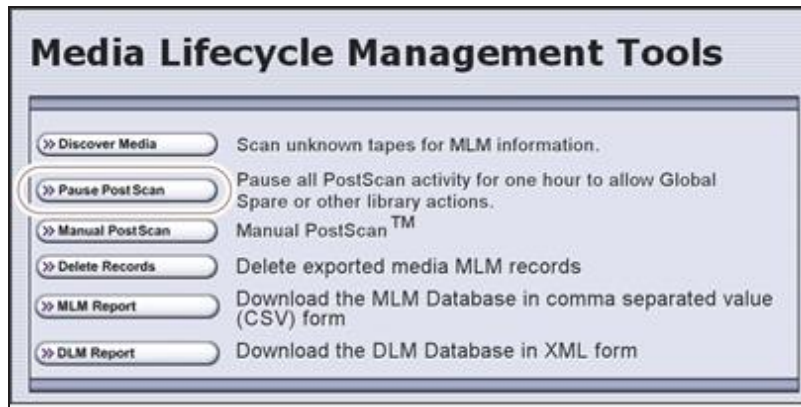 Media Lifecycle Management Tools
» Discover Media Scan unknown tapes for MLM information.
» Pause PostScan Pause all PostScan activity for one hour to allow Global
Spare or other library actions.
» Manual PostScan Manual PostScan™
» Delete Records Delete exported media MLM records
» MLM Report Download the MLM Database in comma separated value
(CSV) form
» DLM Report Download the DLM Database in XML form